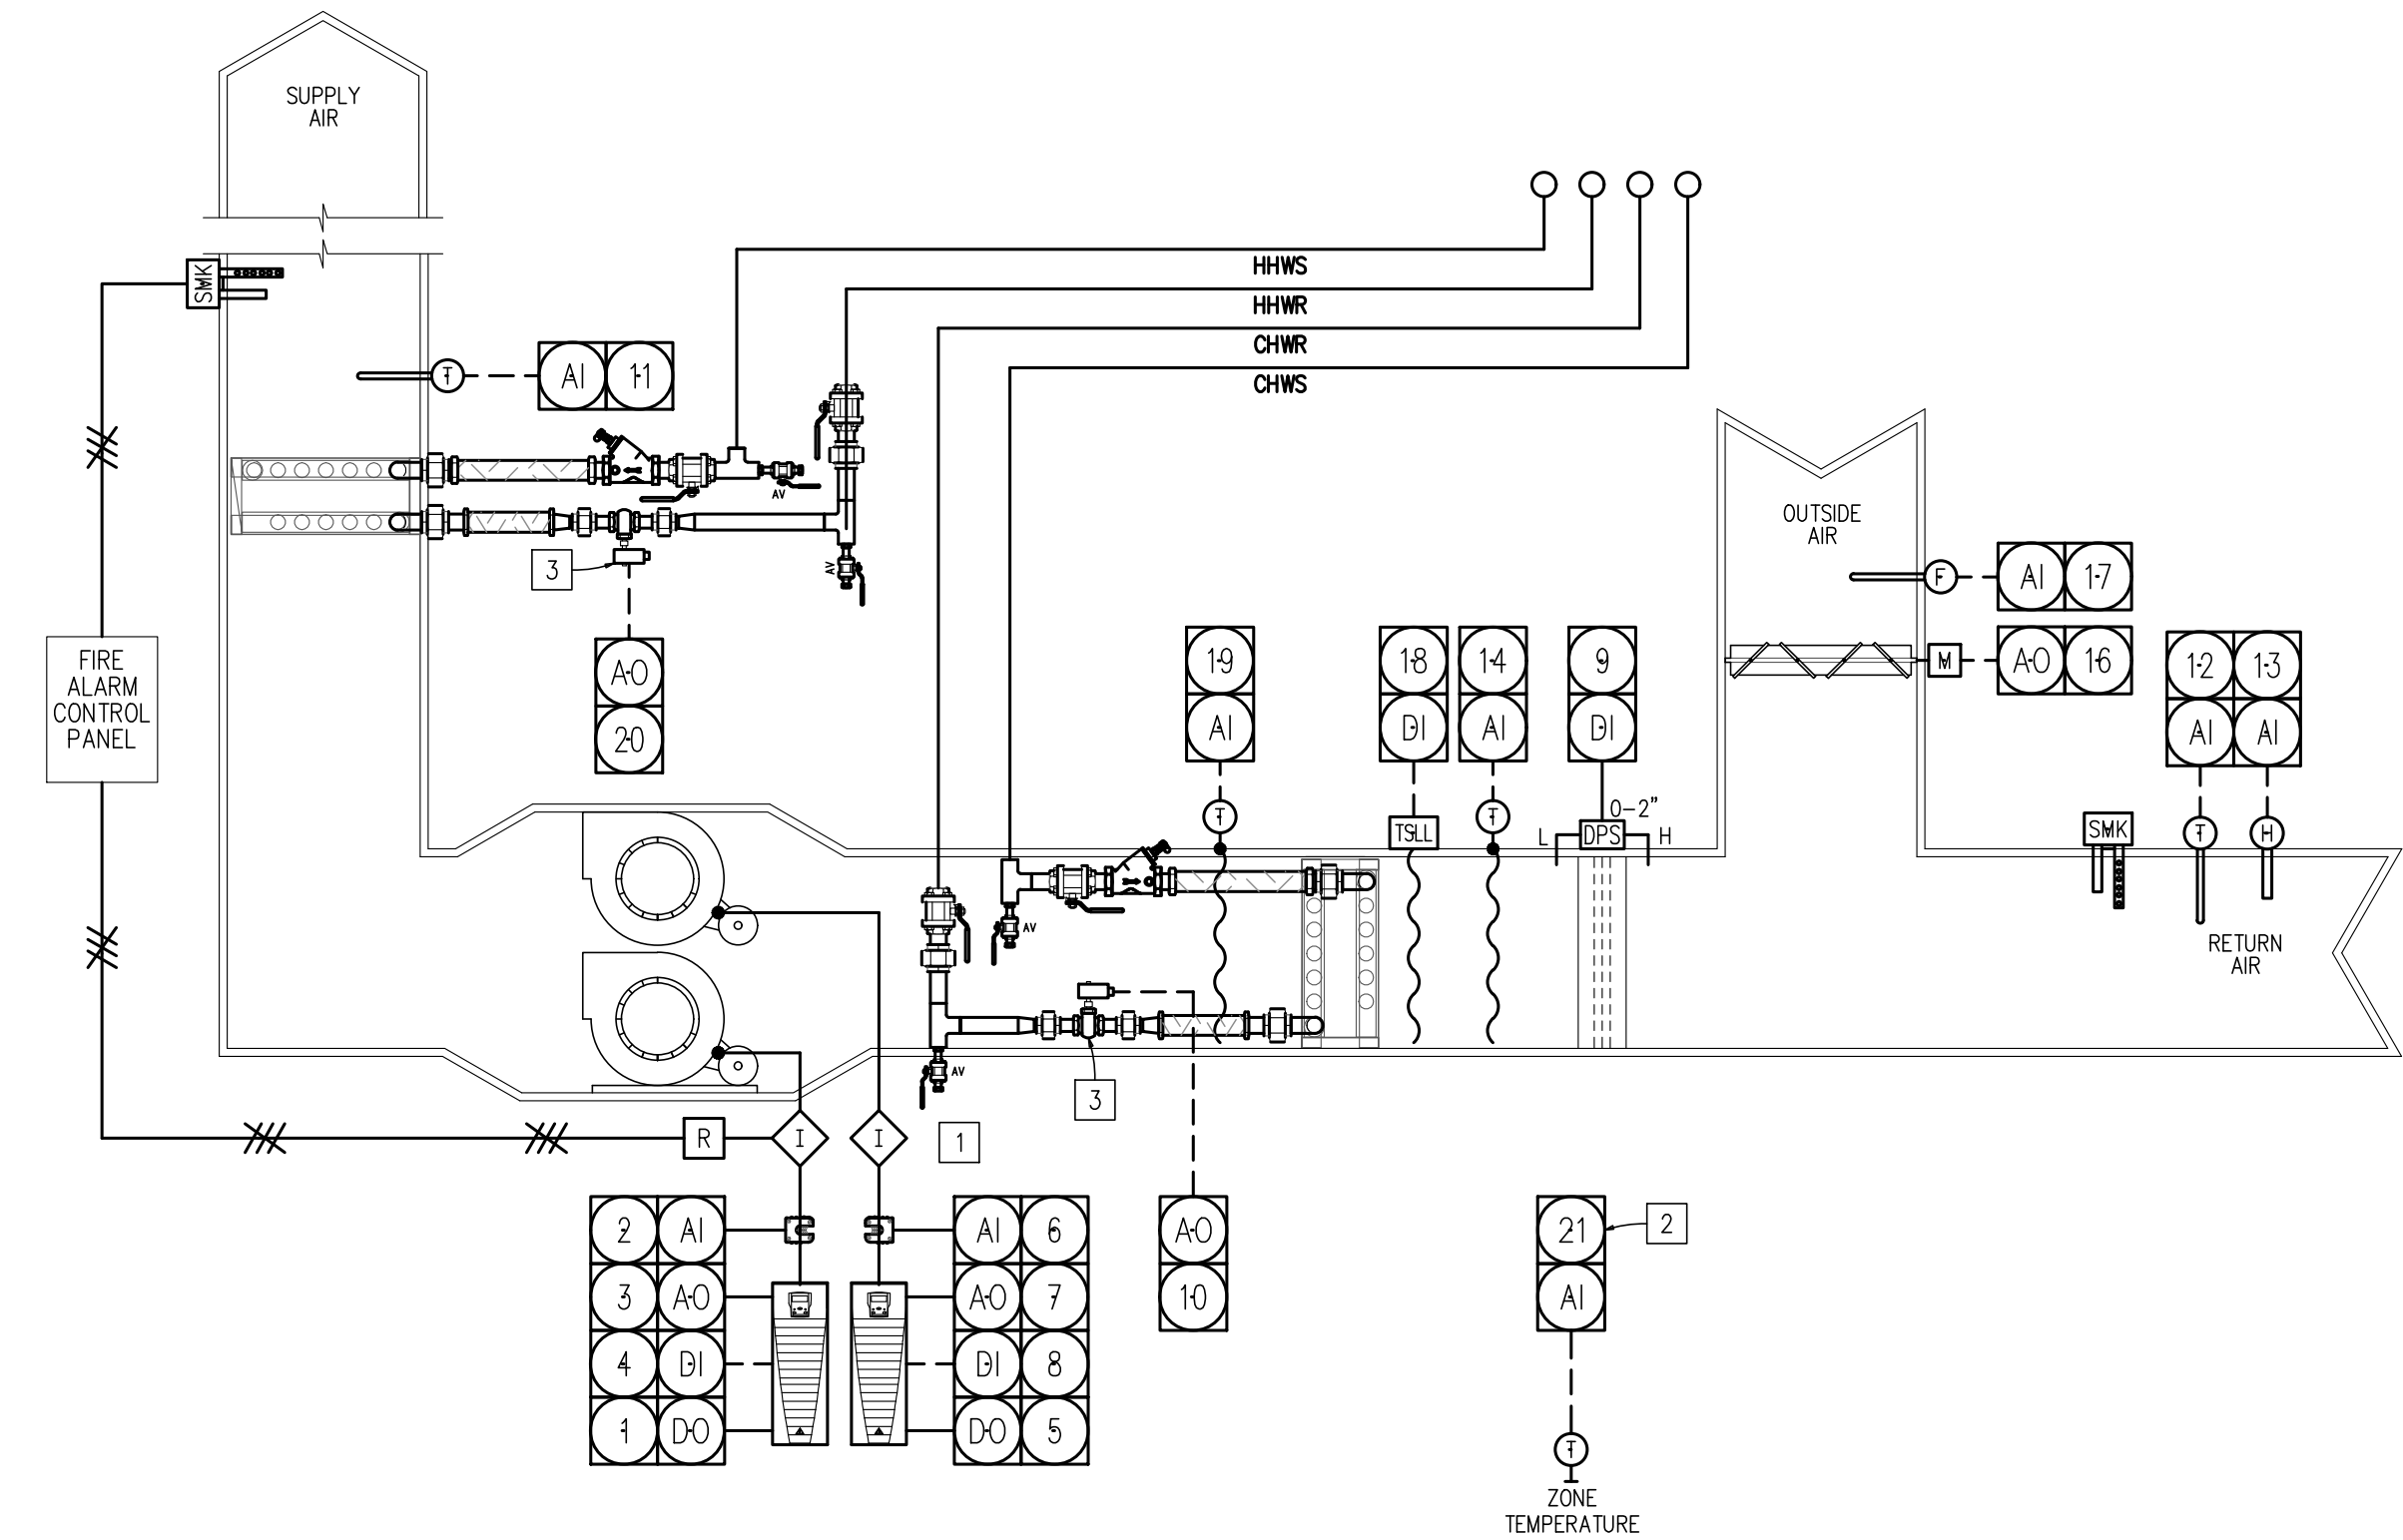 SUPPLY
AIR
HHWS
HHWR
CHWR
CHWS
SMK
T
AI
11
AV
AV
3
AO
20
FIRE
ALARM
CONTROL
PANEL
OUTSIDE
AIR
F
AI
17
M
AO
16
19
AI
T
18
DI
TSLL
14
AI
T
9
DI
0-2"
L
DPS
H
12
13
AI
AI
SMK
T
H
RETURN
AIR
AV
AV
3
R
I
I
1
2
AI
AI
6
3
AO
AO
7
4
DI
DI
8
1
DO
DO
5
AO
10
21
2
AI
T
ZONE
TEMPERATURE